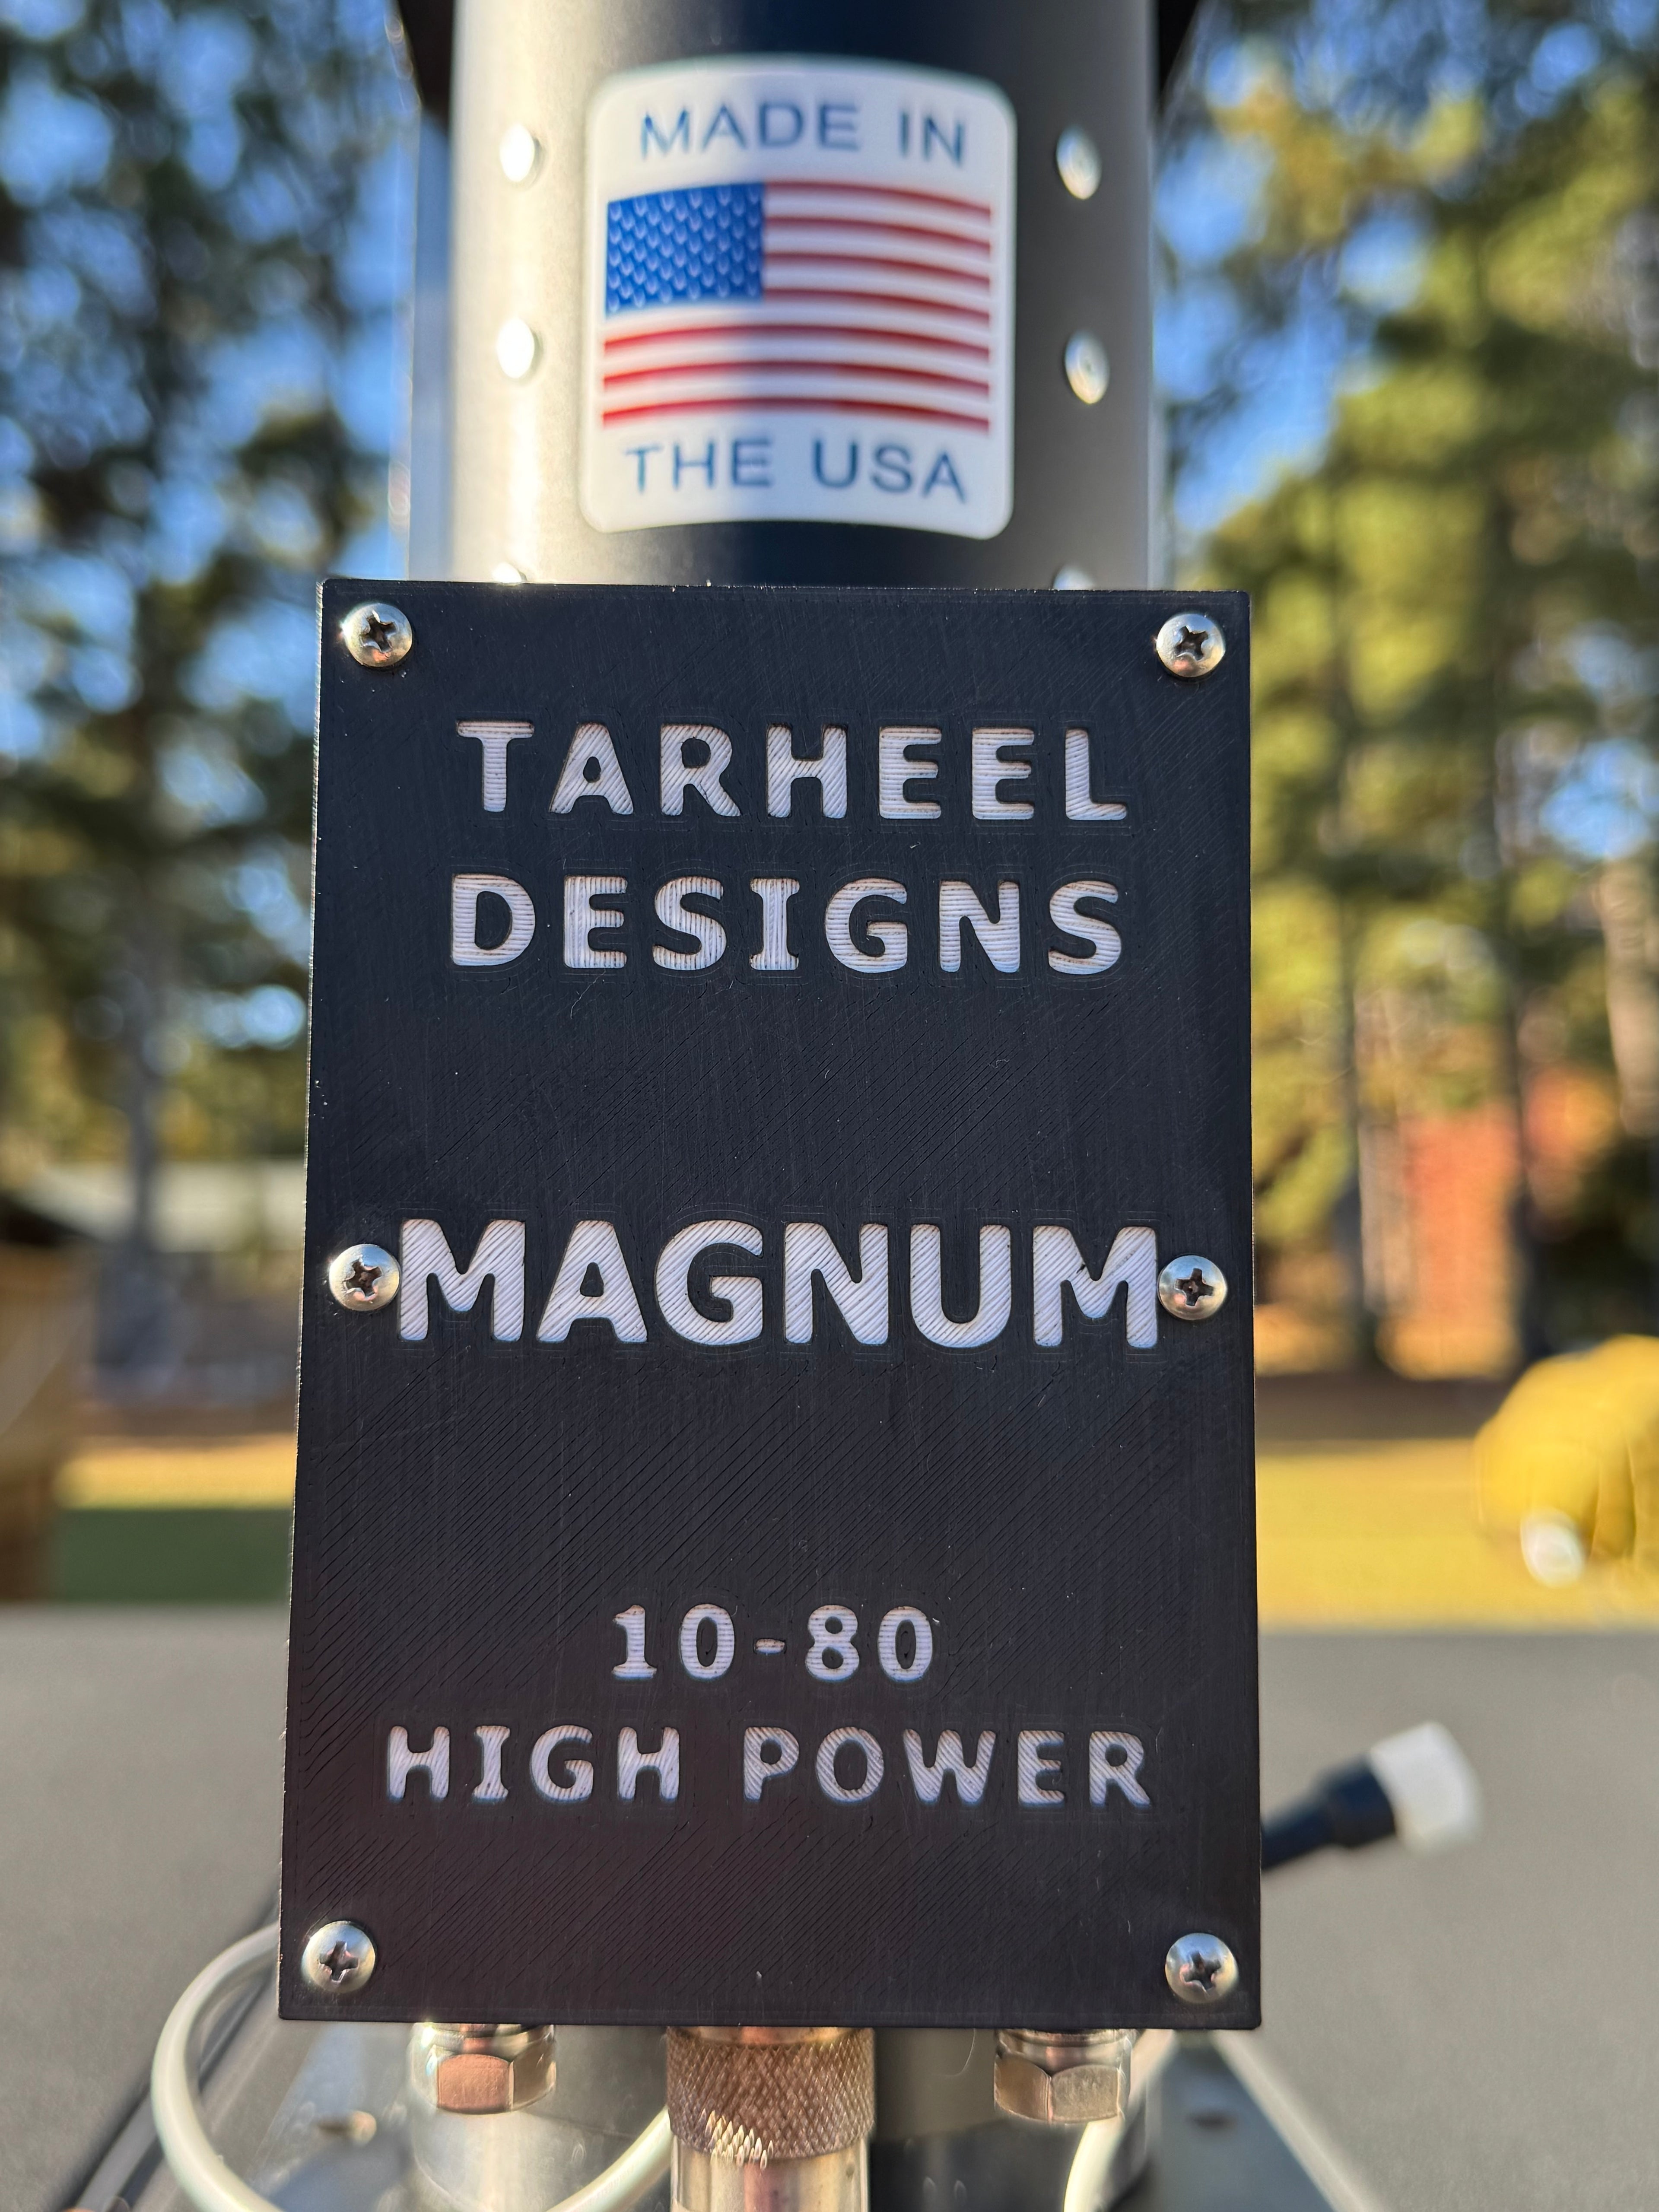 MADE IN
THE USA
TARHEEL
DESIGNS
MAGNUM
10-80
HIGH POWER